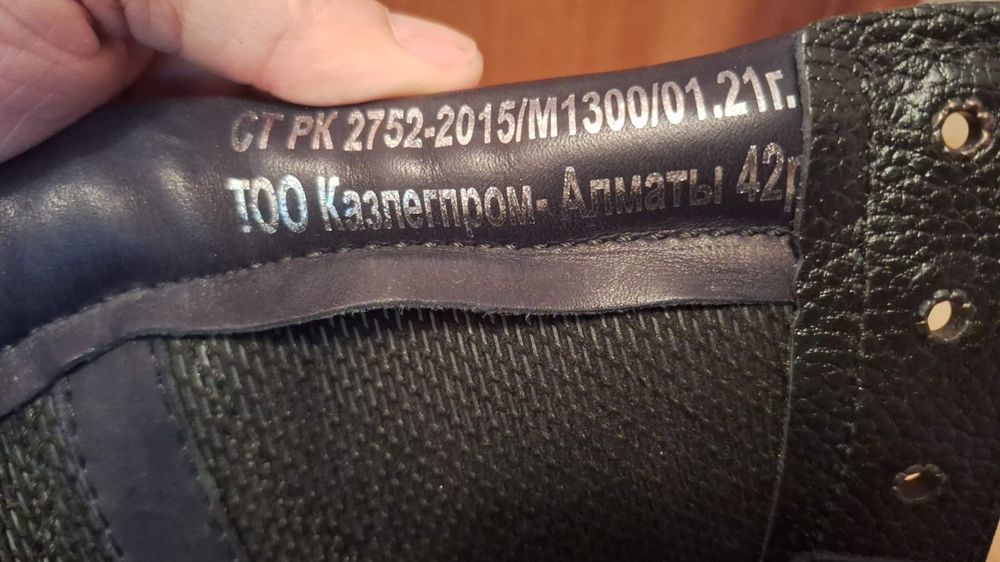 СТ РК 2752-2015/М1300/01.21г.
ТОО Казлегпром- Алматы 42р